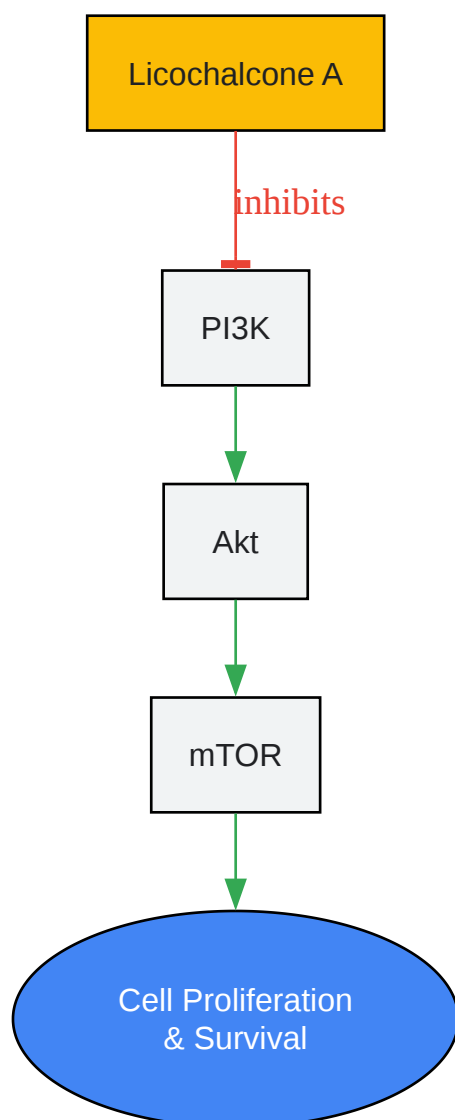 Licochalcone A
inhibits
PI3K
Akt
mTOR
Cell Proliferation
& Survival